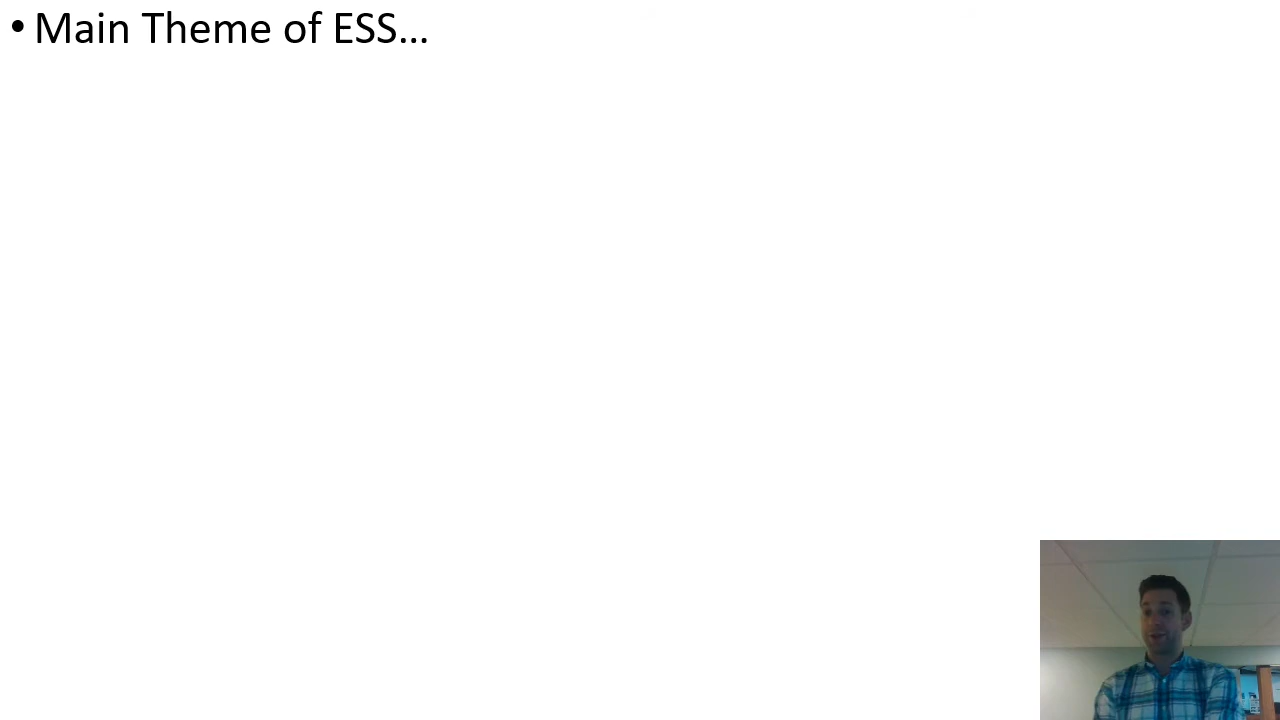 • Main Theme of ESS…